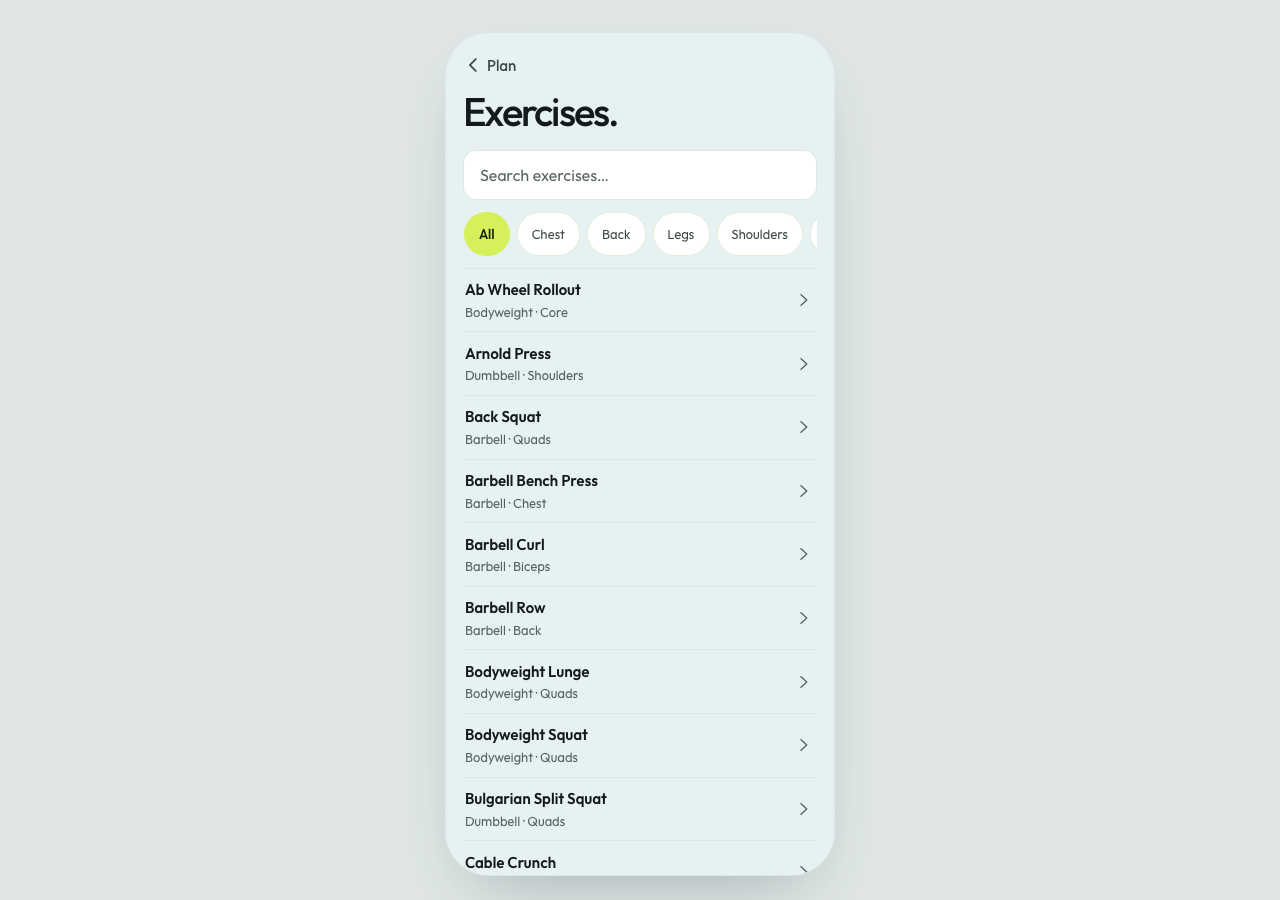 Plan
Exercises.
Search exercises…
All Chest Back Legs Shoulders
Ab Wheel Rollout
Bodyweight · Core
Arnold Press
Dumbbell · Shoulders
Back Squat
Barbell · Quads
Barbell Bench Press
Barbell · Chest
Barbell Curl
Barbell · Biceps
Barbell Row
Barbell · Back
Bodyweight Lunge
Bodyweight · Quads
Bodyweight Squat
Bodyweight · Quads
Bulgarian Split Squat
Dumbbell · Quads
Cable Crunch